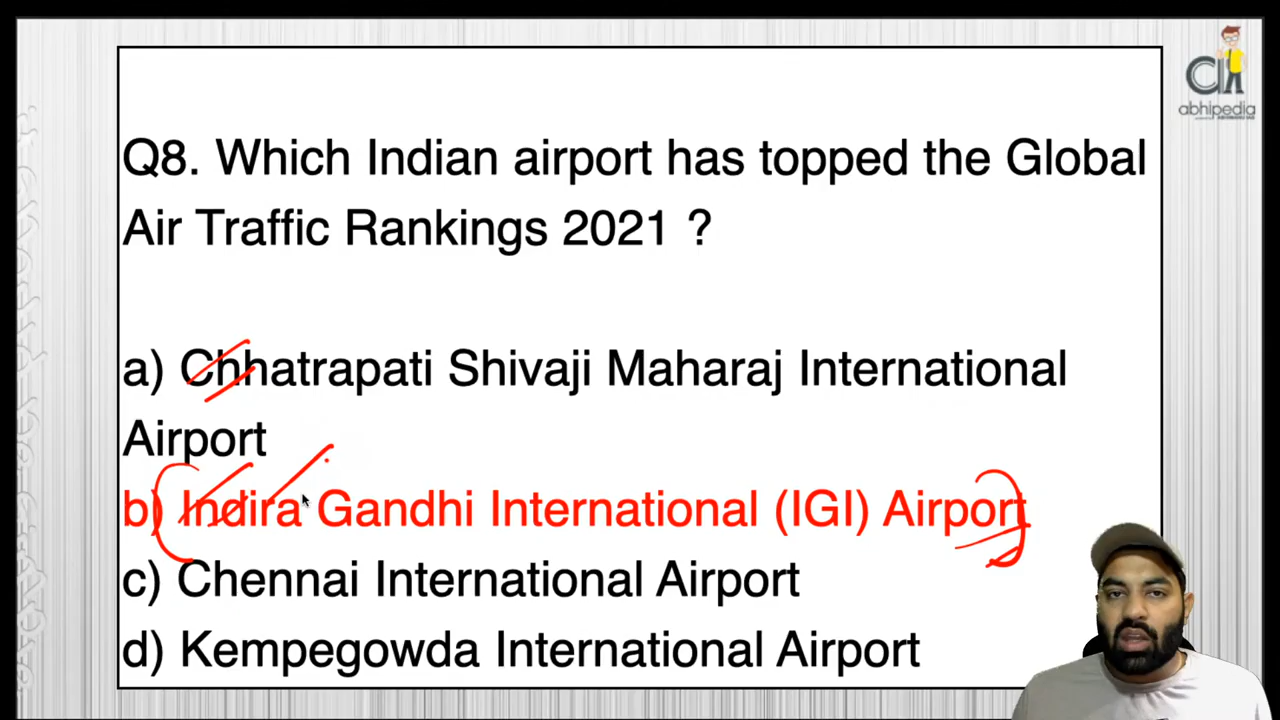 abhipedia
Q8. Which Indian airport has topped the Global
Air Traffic Rankings 2021 ?
a) Chhatrapati Shivaji Maharaj International
Airport
b) Indira Gandhi International (IGI) Airport
c) Chennai International Airport
d) Kempegowda International Airport